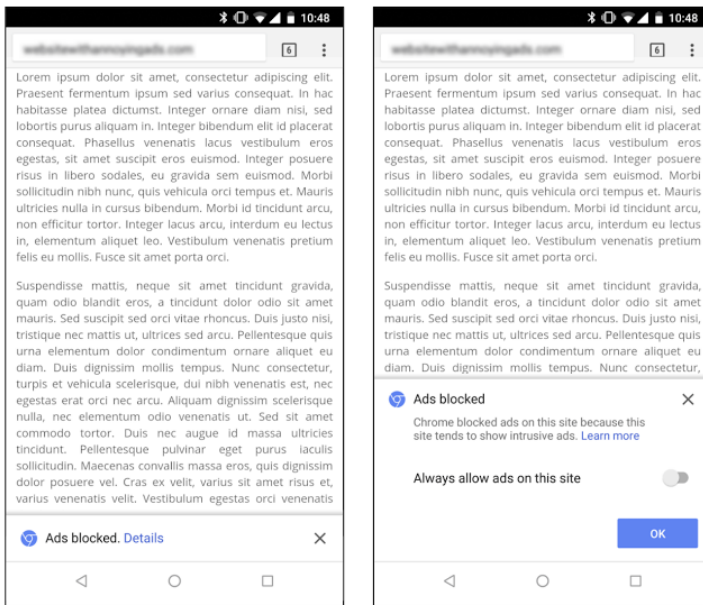 10:48
websitewithannoyingads.com
6
Lorem ipsum dolor sit amet, consectetur adipiscing elit.
Praesent fermentum ipsum sed varius consequat. In hac
habitasse platea dictumst. Integer ornare diam nisi, sed
lobortis purus aliquam in. Integer bibendum elit id placerat
consequat. Phasellus venenatis lacus vestibulum eros
egestas, sit amet suscipit eros euismod. Integer posuere
risus in libero sodales, eu gravida sem euismod. Morbi
sollicitudin nibh nunc, quis vehicula orci tempus et. Mauris
ultricies nulla in cursus bibendum. Morbi id tincidunt arcu,
non efficitur tortor. Integer lacus arcu, interdum eu lectus
in, elementum aliquet leo. Vestibulum venenatis pretium
felis eu mollis. Fusce sit amet porta orci.
Suspendisse mattis, neque sit amet tincidunt gravida,
quam odio blandit eros, a tincidunt dolor odio sit amet
mauris. Sed suscipit sed orci vitae rhoncus. Duis justo nisi,
tristique nec mattis ut, ultrices sed arcu. Pellentesque quis
urna elementum dolor condimentum ornare aliquet eu
diam. Duis dignissim mollis tempus. Nunc consectetur,
turpis et vehicula scelerisque, dui nibh venenatis est, nec
egestas erat orci nec arcu. Aliquam dignissim scelerisque
nulla, nec elementum odio venenatis ut. Sed sit amet
commodo tortor. Duis nec augue id massa ultricies
tincidunt. Pellentesque pulvinar eget purus iaculis
sollicitudin. Maecenas convallis massa eros, quis dignissim
dolor posuere vel. Cras ex velit, varius sit amet risus et,
varius venenatis velit. Vestibulum egestas orci venenatis
Ads blocked. Details
10:48
websitewithannoyingads.com
6
Lorem ipsum dolor sit amet, consectetur adipiscing elit.
Praesent fermentum ipsum sed varius consequat. In hac
habitasse platea dictumst. Integer ornare diam nisi, sed
lobortis purus aliquam in. Integer bibendum elit id placerat
consequat. Phasellus venenatis lacus vestibulum eros
egestas, sit amet suscipit eros euismod. Integer posuere
risus in libero sodales, eu gravida sem euismod. Morbi
sollicitudin nibh nunc, quis vehicula orci tempus et. Mauris
ultricies nulla in cursus bibendum. Morbi id tincidunt arcu,
non efficitur tortor. Integer lacus arcu, interdum eu lectus
in, elementum aliquet leo. Vestibulum venenatis pretium
felis eu mollis. Fusce sit amet porta orci.
Suspendisse mattis, neque sit amet tincidunt gravida,
quam odio blandit eros, a tincidunt dolor odio sit amet
mauris. Sed suscipit sed orci vitae rhoncus. Duis justo nisi,
tristique nec mattis ut, ultrices sed arcu. Pellentesque quis
urna elementum dolor condimentum ornare aliquet eu
diam. Duis dignissim mollis tempus. Nunc consectetur,
Ads blocked
Chrome blocked ads on this site because this
site tends to show intrusive ads. Learn more
Always allow ads on this site
OK